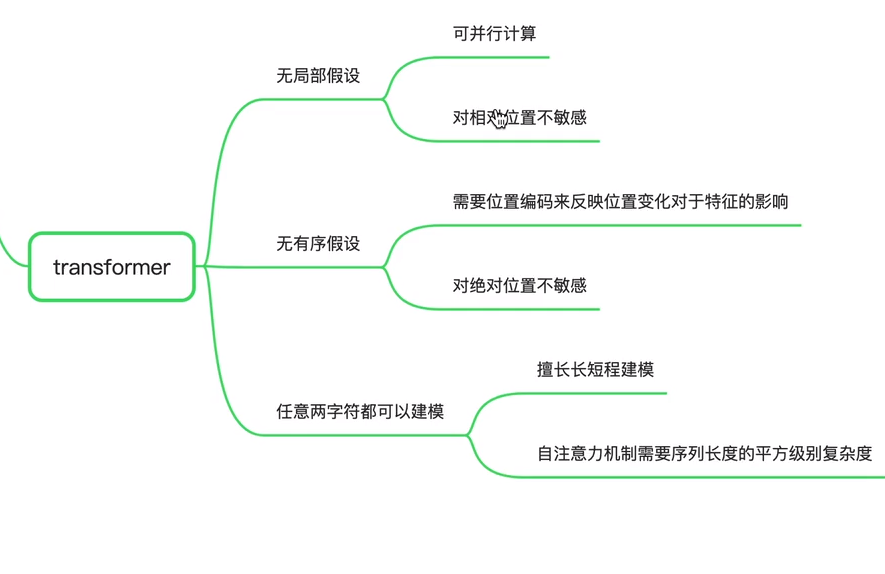 可并行计算
无局部假设
对相对位置不敏感
需要位置编码来反映位置变化对于特征的影响
无有序假设
transformer
对绝对位置不敏感
擅长长短程建模
任意两字符都可以建模
自注意力机制需要序列长度的平方级别复杂度